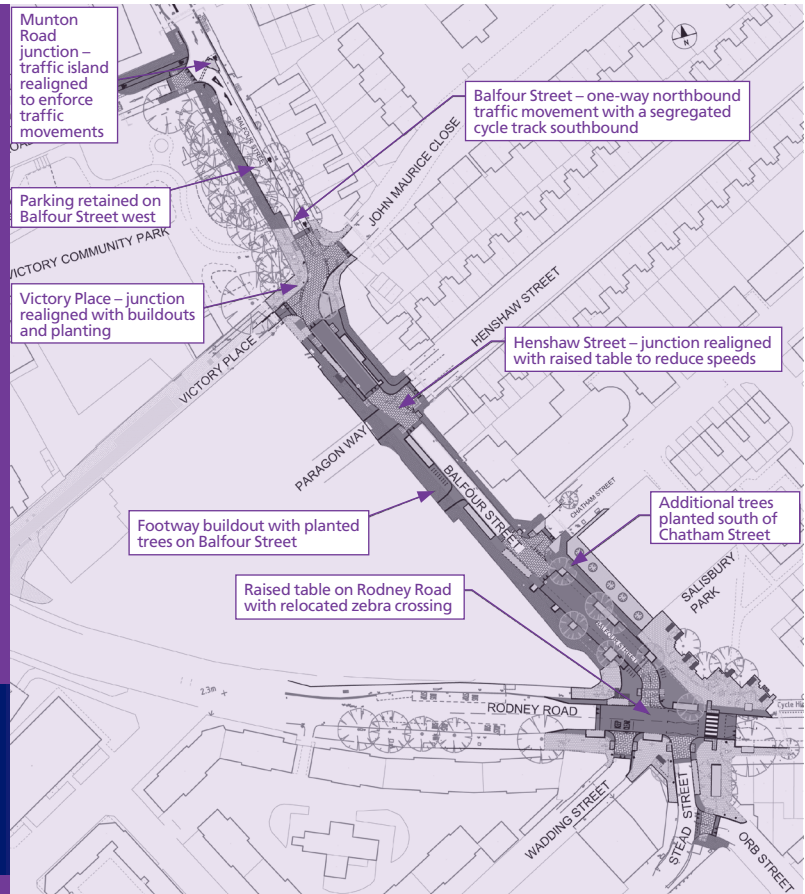 Munton
Road
junction –
traffic island
realigned
to enforce
traffic
movements
Balfour Street – one-way northbound
traffic movement with a segregated
cycle track southbound
N
BALFOUR STREET
JOHN MAURICE CLOSE
Parking retained on
Balfour Street west
VICTORY COMMUNITY PARK
Victory Place – junction
realigned with buildouts
and planting
HENSHAW STREET
Henshaw Street – junction realigned
with raised table to reduce speeds
VICTORY PLACE
PARAGON WAY
BALFOUR STREET
CHATHAM STREET
Footway buildout with planted
trees on Balfour Street
Additional trees
planted south of
Chatham Street
SALISBURY
PARK
Raised table on Rodney Road
with relocated zebra crossing
2.3m
RODNEY ROAD
Cycle
WADDING STREET
STEAD STREET
ORB STREET